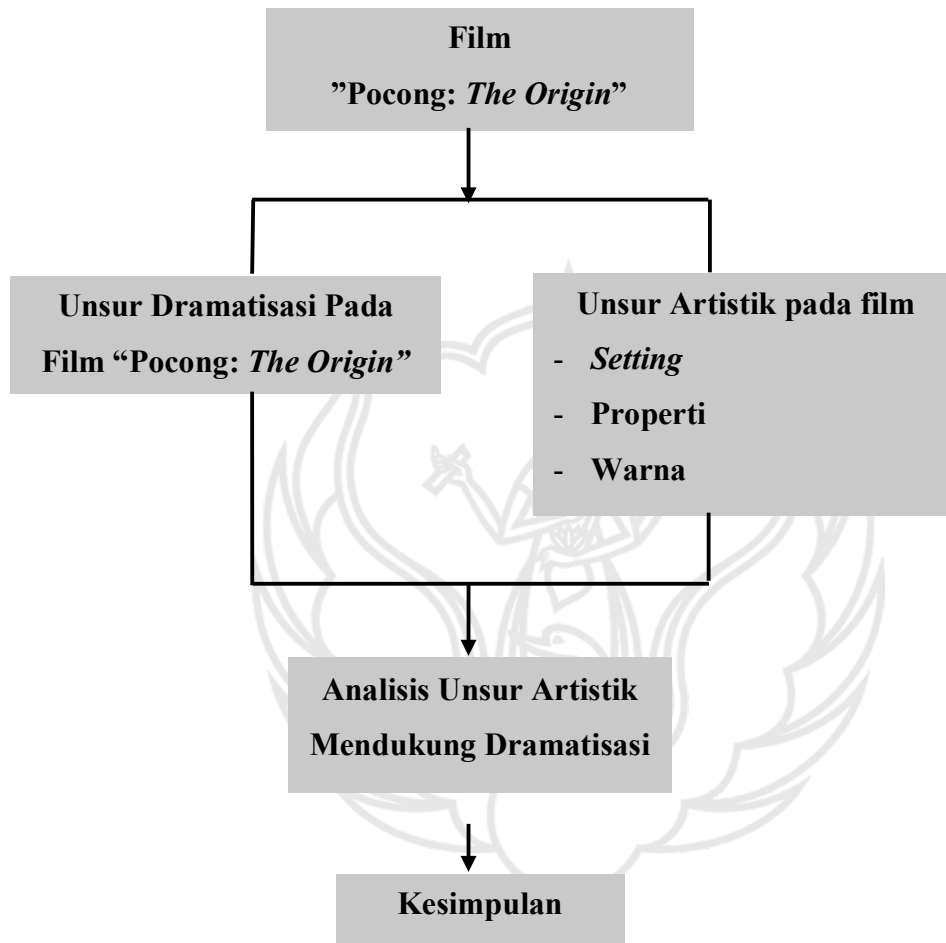 Film
”Pocong: The Origin”
Unsur Dramatisasi Pada
Film “Pocong: The Origin”
Unsur Artistik pada film
- Setting
- Properti
- Warna
Analisis Unsur Artistik
Mendukung Dramatisasi
Kesimpulan